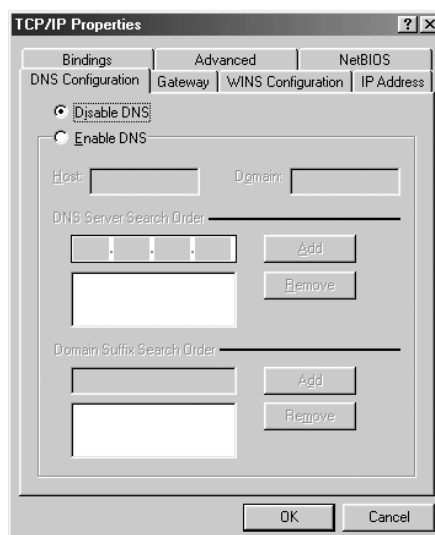 TCP/IP Properties
Bindings Advanced NetBIOS
DNS Configuration Gateway WINS Configuration IP Address
Disable DNS
Enable DNS
Host: Domain:
DNS Server Search Order
. . .
Add
Remove
Domain Suffix Search Order
Add
Remove
OK Cancel